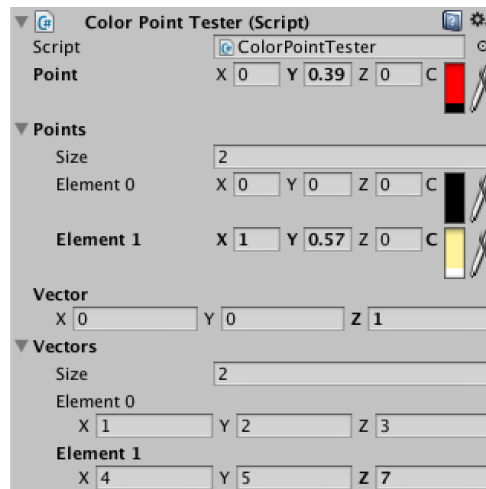 Color Point Tester (Script)
Script ColorPointTester
Point X 0 Y 0.39 Z 0 C
Points
Size 2
Element 0 X 0 Y 0 Z 0 C
Element 1 X 1 Y 0.57 Z 0 C
Vector
X 0 Y 0 Z 1
Vectors
Size 2
Element 0
X 1 Y 2 Z 3
Element 1
X 4 Y 5 Z 7